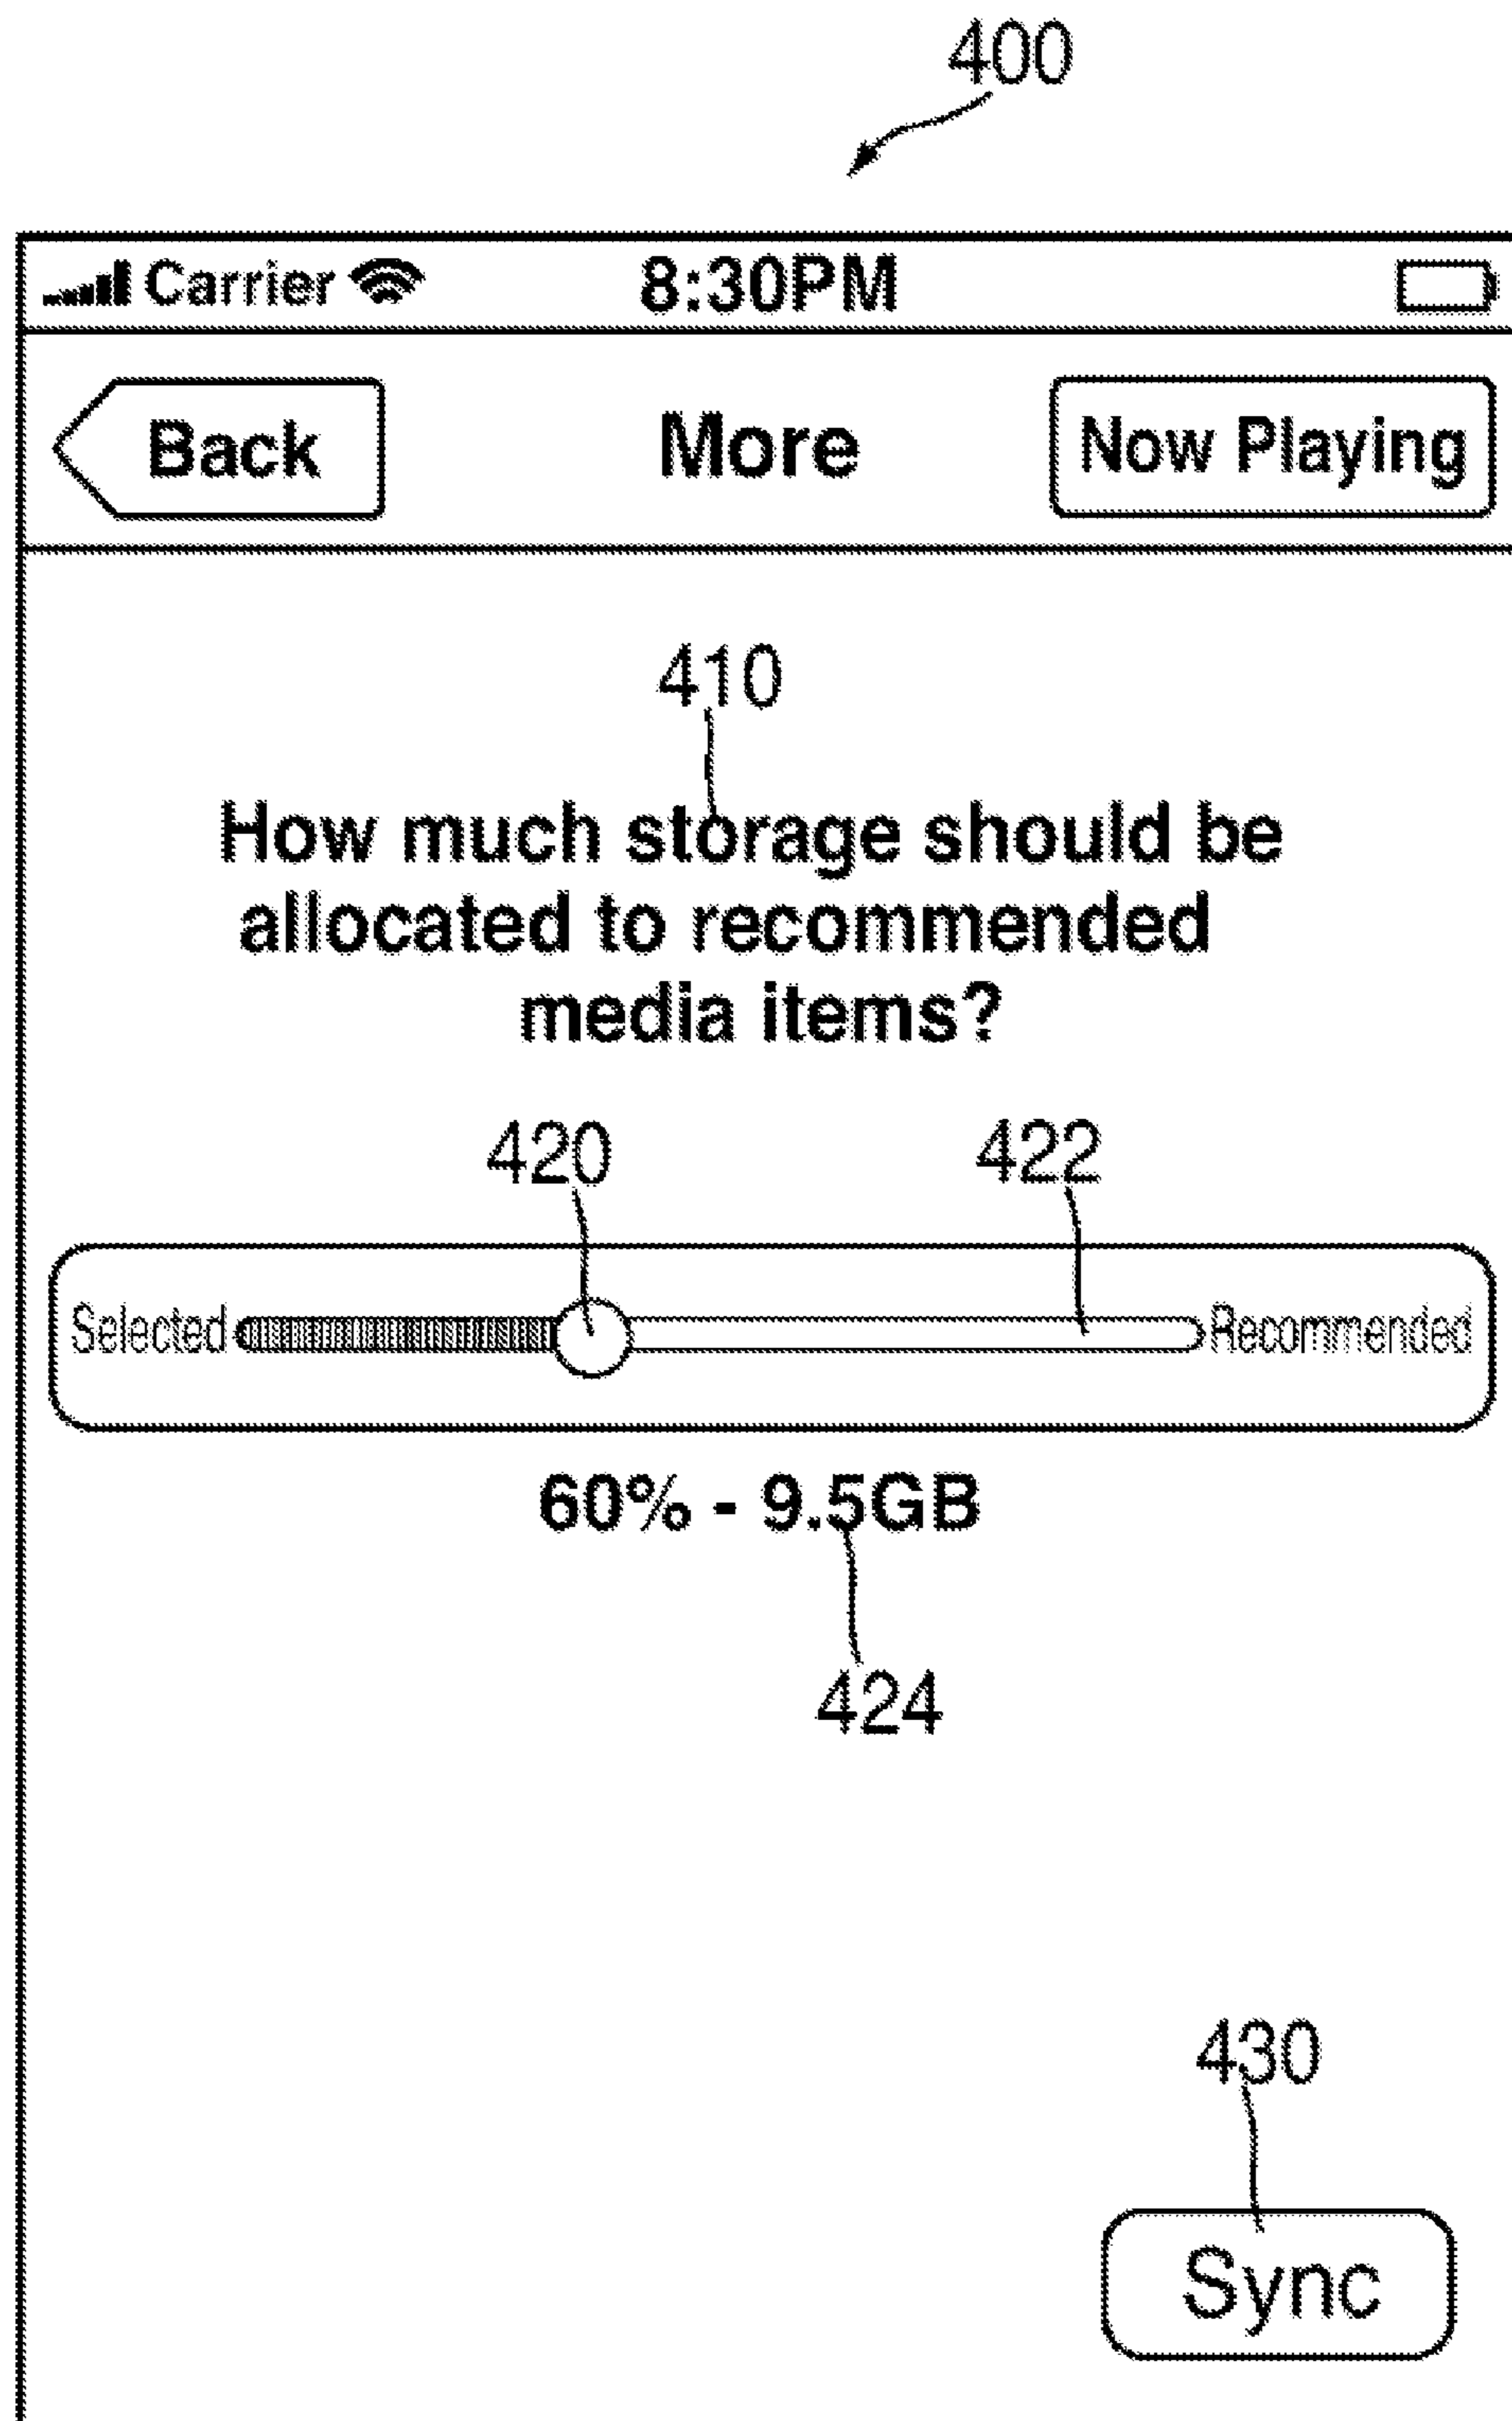 400
Carrier 8:30PM
Back More Now Playing
410
How much storage should be
allocated to recommended
media items?
420 422
Selected Recommended
60% - 9.5GB
424
430
Sync